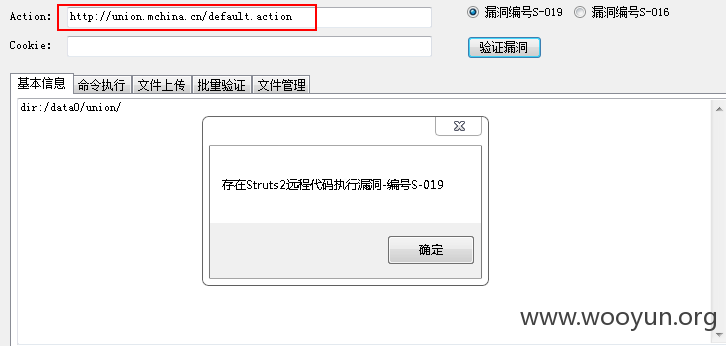 Action: http://union.mchina.cn/default.action 漏洞编号S-019 漏洞编号S-016
Cookie: 验证漏洞
基本信息 命令执行 文件上传 批量验证 文件管理
dir:/data0/union/
存在Struts2远程代码执行漏洞-编号S-019
确定
www.wooyun.org